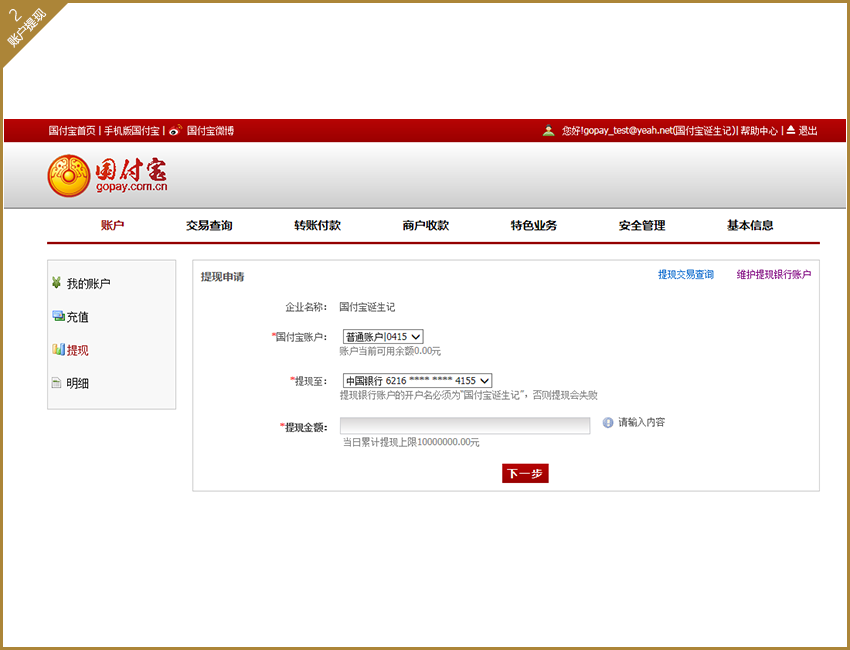 2
账户提现
国付宝首页 | 手机版国付宝 | 国付宝微博
您好!gopay_test@yeah.net(国付宝诞生记)| 帮助中心 | 退出
国付宝
gopay.com.cn
账户 交易查询 转账付款 商户收款 特色业务 安全管理 基本信息
我的账户
充值
提现
明细
提现申请 提现交易查询 维护提现银行账户
企业名称: 国付宝诞生记
*国付宝账户: 普通账户|0415
账户当前可用余额0.00元
*提现至: 中国银行 6216 **** **** 4155
提现银行账户的开户名必须为"国付宝诞生记", 否则提现会失败
*提现金额: 请输入内容
当日累计提现上限10000000.00元
下一步